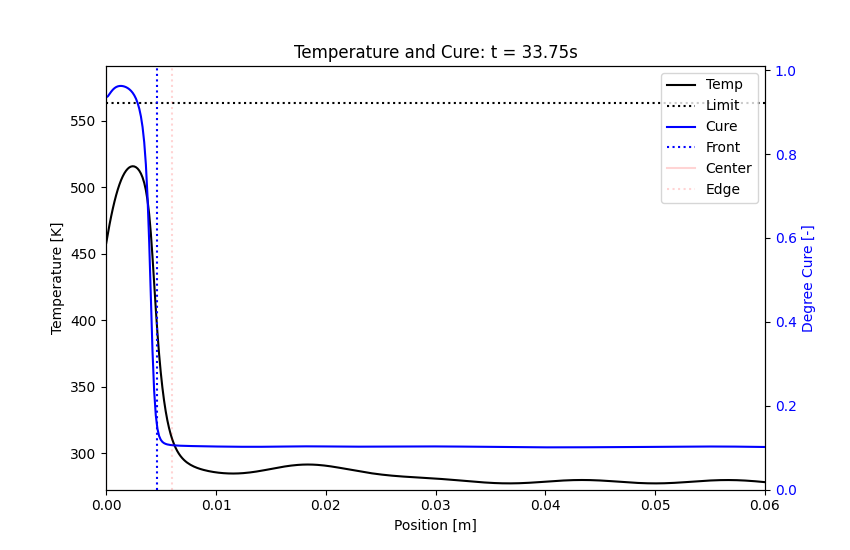 Temperature and Cure: t = 33.75s
Temperature [K]
550
500
450
400
350
300
Temp
Limit
Cure
Front
Center
Edge
1.0
0.8
0.6
0.4
0.2
0.0
Degree Cure [-]
0.00 0.01 0.02 0.03 0.04 0.05 0.06
Position [m]